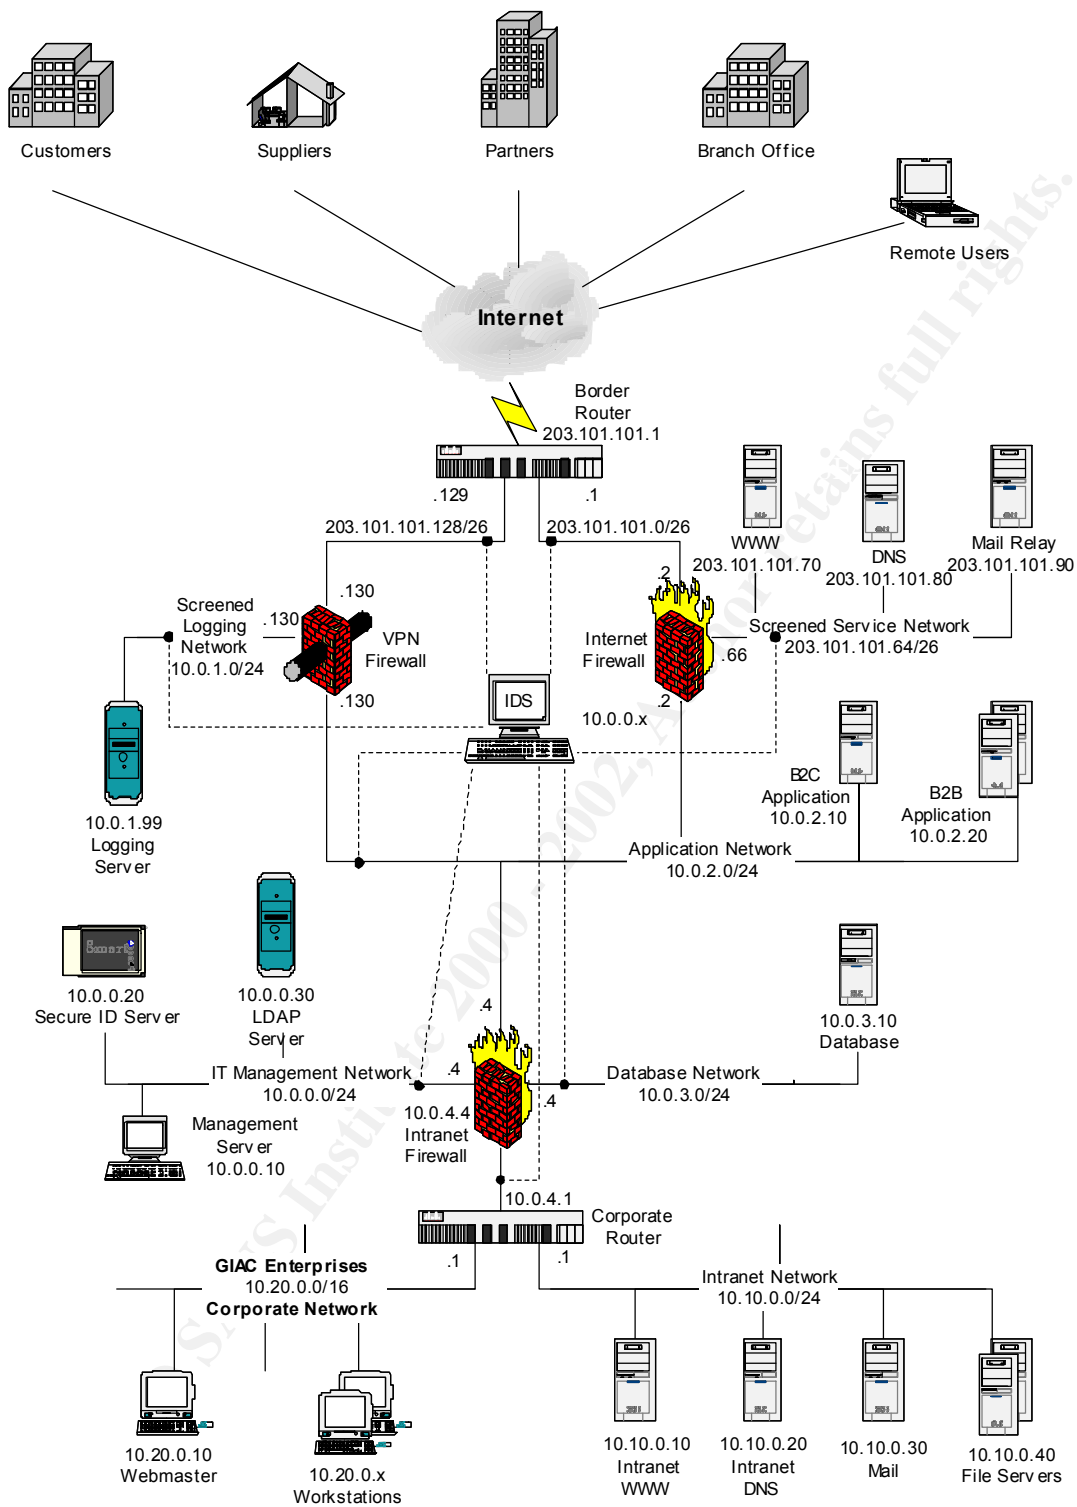 Customers
Suppliers
Partners
Branch Office
Remote Users
Internet
Border
Router
203.101.101.1
.129
.1
203.101.101.128/26
203.101.101.0/26
WWW
203.101.101.70
DNS
203.101.101.80
Mail Relay
203.101.101.90
Screened
Logging
Network
10.0.1.0/24
.130
.130
.130
VPN
Firewall
.2
Internet
Firewall
.66
.2
Screened Service Network
203.101.101.64/26
IDS
10.0.0.x
10.0.1.99
Logging
Server
B2C
Application
10.0.2.10
B2B
Application
10.0.2.20
Application Network
10.0.2.0/24
10.0.0.20
Secure ID Server
10.0.0.30
LDAP
Server
10.0.3.10
Database
IT Management Network
10.0.0.0/24
.4
.4
.4
10.0.4.4
Intranet
Firewall
Database Network
10.0.3.0/24
Management
Server
10.0.0.10
10.0.4.1
Corporate
Router
.1
.1
GIAC Enterprises
10.20.0.0/16
Corporate Network
Intranet Network
10.10.0.0/24
10.20.0.10
Webmaster
10.20.0.x
Workstations
10.10.0.10
Intranet
WWW
10.10.0.20
Intranet
DNS
10.10.0.30
Mail
10.10.0.40
File Servers
SANS Institute 2000 - 2002, Author retains full rights.